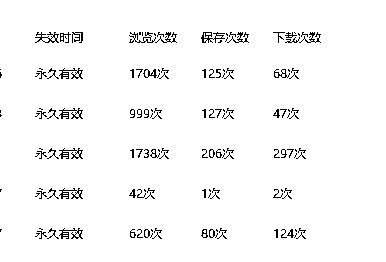 失效时间 浏览次数 保存次数 下载次数
永久有效 1704次 125次 68次
永久有效 999次 127次 47次
永久有效 1738次 206次 297次
永久有效 42次 1次 2次
永久有效 620次 80次 124次